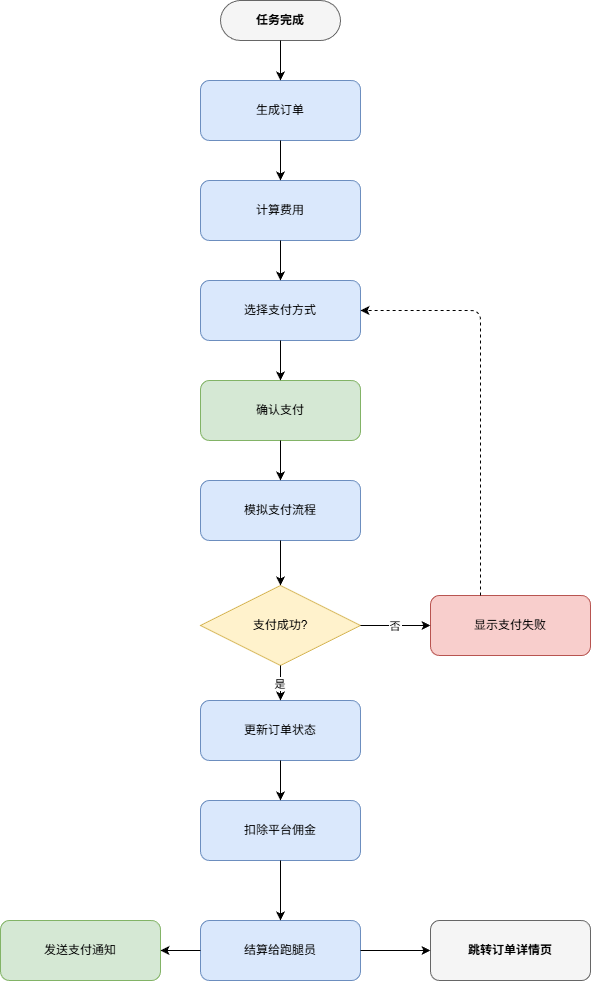 任务完成
生成订单
计算费用
选择支付方式
确认支付
模拟支付流程
支付成功?
否
显示支付失败
是
更新订单状态
扣除平台佣金
发送支付通知
结算给跑腿员
跳转订单详情页